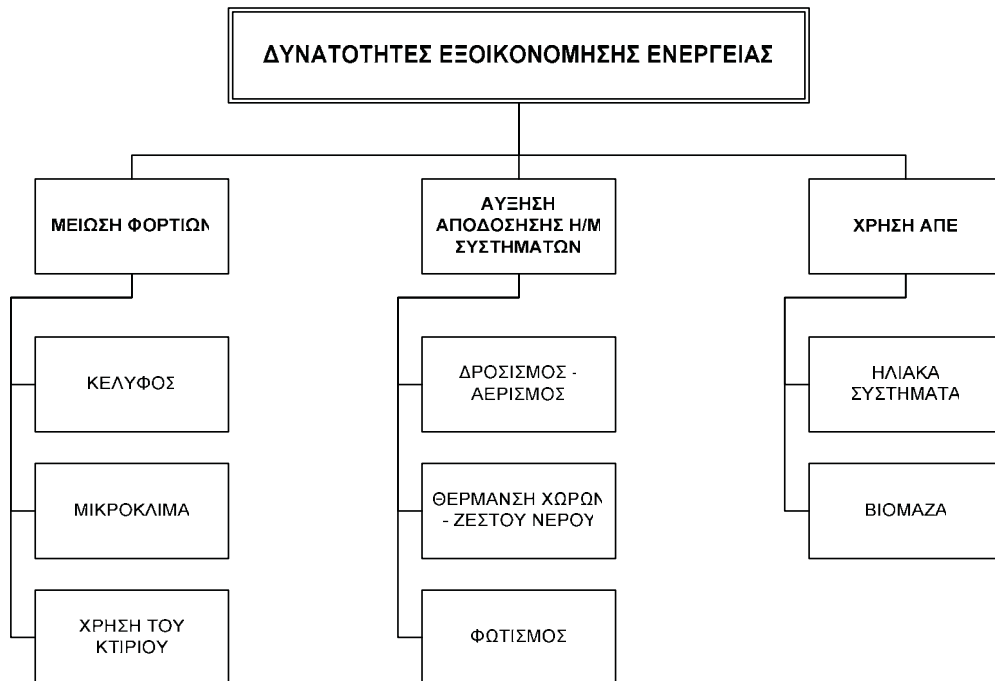 ΔΥΝΑΤΟΤΗΤΕΣ ΕΞΟΙΚΟΝΟΜΗΣΗΣ ΕΝΕΡΓΕΙΑΣ
ΜΕΙΩΣΗ ΦΟΡΤΙΩΝ
ΑΥΞΗΣΗ
ΑΠΟΔΟΣΗΣΗΣ Η/Μ
ΣΥΣΤΗΜΑΤΩΝ
ΧΡΗΣΗ ΑΠΕ
ΚΕΛΥΦΟΣ
ΔΡΟΣΙΣΜΟΣ -
ΑΕΡΙΣΜΟΣ
ΗΛΙΑΚΑ
ΣΥΣΤΗΜΑΤΑ
ΜΙΚΡΟΚΛΙΜΑ
ΘΕΡΜΑΝΣΗ ΧΩΡΩΝ
- ΖΕΣΤΟΥ ΝΕΡΟΥ
ΒΙΟΜΑΖΑ
ΧΡΗΣΗ ΤΟΥ
ΚΤΙΡΙΟΥ
ΦΩΤΙΣΜΟΣ